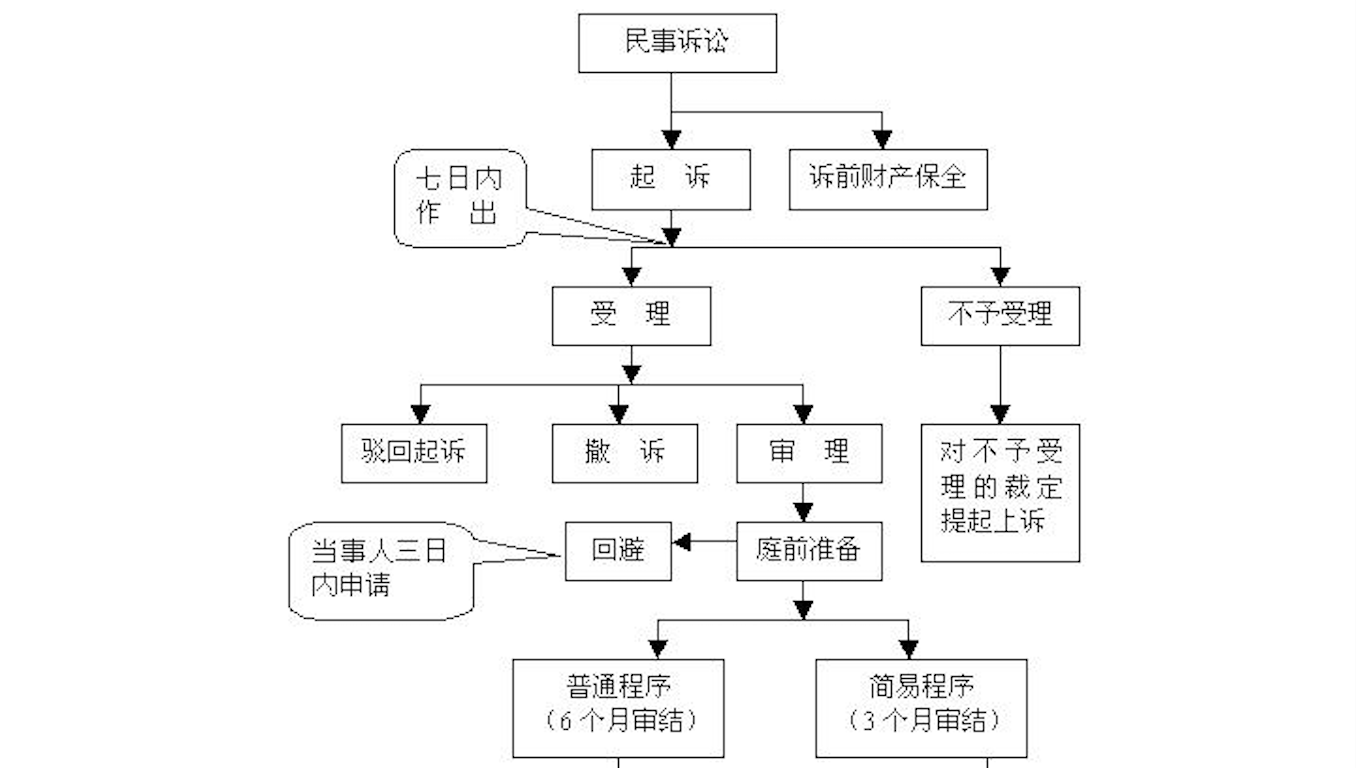 民事诉讼
起 诉
诉前财产保全
七日内
作 出
受 理
不予受理
驳回起诉
撤 诉
审 理
对不予受
理的裁定
提起上诉
当事人三日
内申请
回避
庭前准备
普通程序
（6个月审结）
简易程序
（3个月审结）